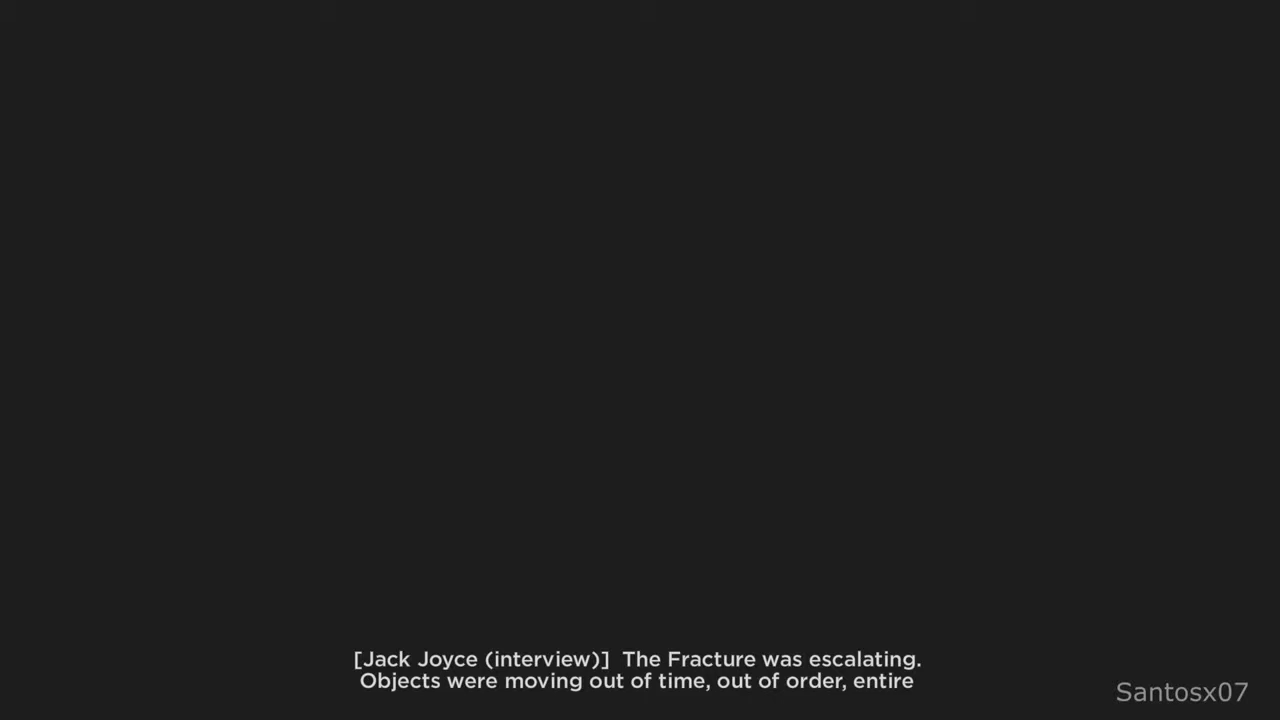 [Jack Joyce (interview)]  The Fracture was escalating.
Objects were moving out of time, out of order, entire
Santosx07